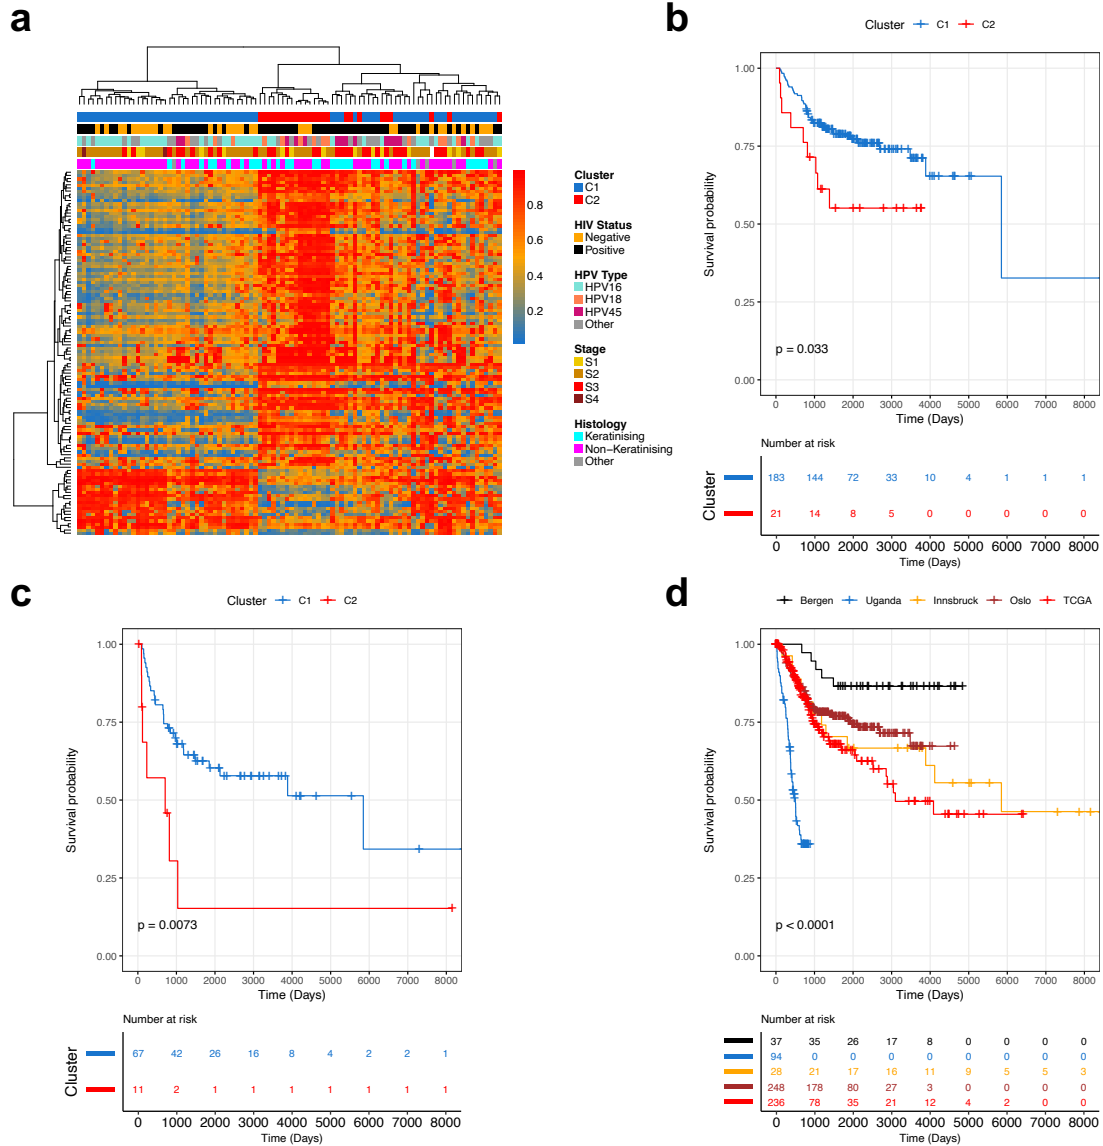 a
0.8
0.6
0.4
0.2
Cluster
C1
C2
HIV Status
Negative
Positive
HPV Type
HPV16
HPV18
HPV45
Other
Stage
S1
S2
S3
S4
Histology
Keratinising
Non−Keratinising
Other
b
Cluster C1 C2
Survival probability
1.00
0.75
0.50
0.25
0.00
p = 0.033
0 1000 2000 3000 4000 5000 6000 7000 8000
Time (Days)
Number at risk
Cluster
183 144 72 33 10 4 1 1 1
21 14 8 5 0 0 0 0 0
0 1000 2000 3000 4000 5000 6000 7000 8000
Time (Days)
c
Cluster C1 C2
Survival probability
1.00
0.75
0.50
0.25
0.00
p = 0.0073
0 1000 2000 3000 4000 5000 6000 7000 8000
Time (Days)
Number at risk
Cluster
67 42 26 16 8 4 2 2 1
11 2 1 1 1 1 1 1 1
0 1000 2000 3000 4000 5000 6000 7000 8000
Time (Days)
d
Bergen Uganda Innsbruck Oslo TCGA
Survival probability
1.00
0.75
0.50
0.25
0.00
p < 0.0001
0 1000 2000 3000 4000 5000 6000 7000 8000
Time (Days)
Number at risk
37 35 26 17 8 0 0 0 0
94 0 0 0 0 0 0 0 0
28 21 17 16 11 9 5 5 3
248 178 80 27 3 0 0 0 0
236 78 35 21 12 4 2 0 0
0 1000 2000 3000 4000 5000 6000 7000 8000
Time (Days)